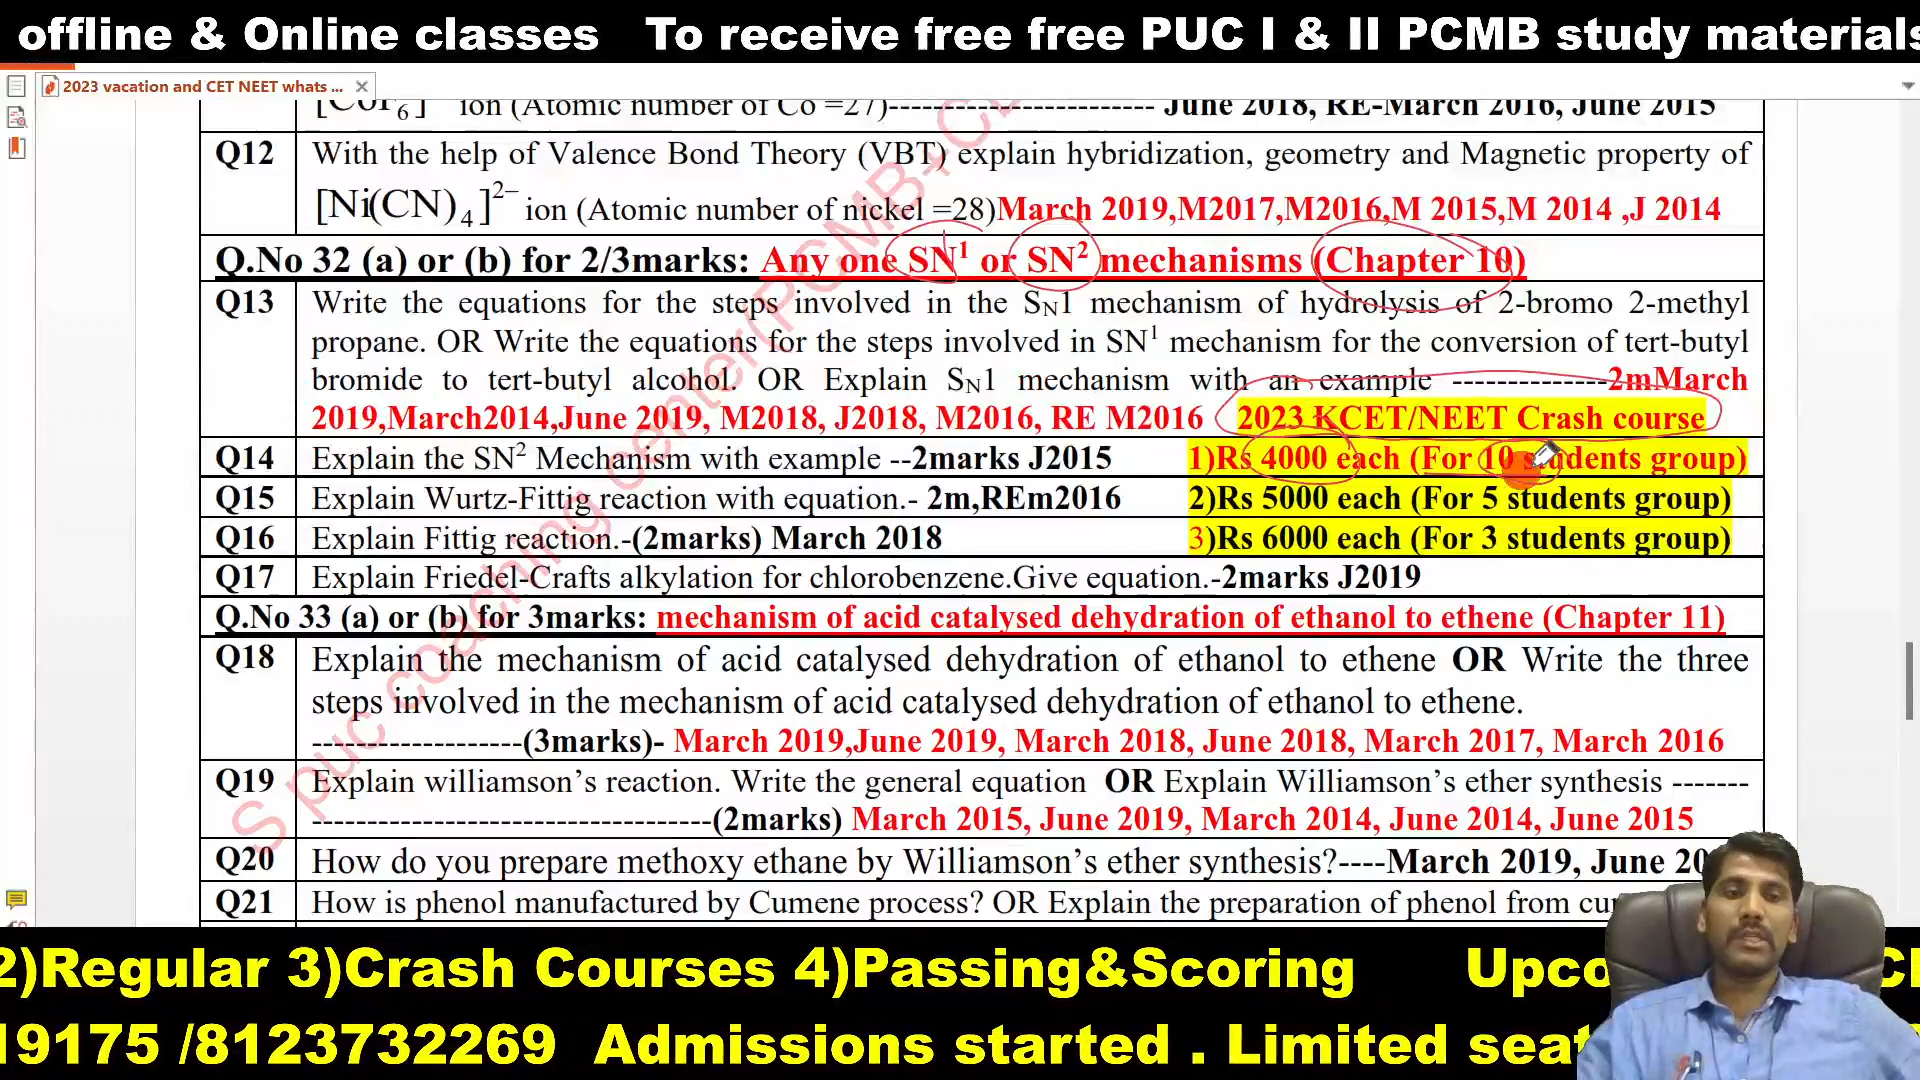 offline & Online classes To receive free free PUC I & II PCMB study materials
2023 vacation and CET NEET whats ...
ion (Atomic number of Co =27)------------------------ June 2018, RE-March 2016, June 2015
Q12 With the help of Valence Bond Theory (VBT) explain hybridization, geometry and Magnetic property of
[Ni(CN)₄]²⁻ ion (Atomic number of nickel =28)March 2019,M2017,M2016,M 2015,M 2014 ,J 2014
Q.No 32 (a) or (b) for 2/3marks: Any one SN¹ or SN² mechanisms (Chapter 10)
Q13 Write the equations for the steps involved in the SN1 mechanism of hydrolysis of 2-bromo 2-methyl
propane. OR Write the equations for the steps involved in SN¹ mechanism for the conversion of tert-butyl
bromide to tert-butyl alcohol. OR Explain SN1 mechanism with an example --------------2mMarch
2019,March2014,June 2019, M2018, J2018, M2016, RE M2016 2023 KCET/NEET Crash course
Q14 Explain the SN² Mechanism with example --2marks J2015 1)Rs 4000 each (For 10 students group)
Q15 Explain Wurtz-Fittig reaction with equation.- 2m,REm2016 2)Rs 5000 each (For 5 students group)
Q16 Explain Fittig reaction.-(2marks) March 2018 3)Rs 6000 each (For 3 students group)
Q17 Explain Friedel-Crafts alkylation for chlorobenzene.Give equation.-2marks J2019
Q.No 33 (a) or (b) for 3marks: mechanism of acid catalysed dehydration of ethanol to ethene (Chapter 11)
Q18 Explain the mechanism of acid catalysed dehydration of ethanol to ethene OR Write the three
steps involved in the mechanism of acid catalysed dehydration of ethanol to ethene.
-------------------(3marks)- March 2019,June 2019, March 2018, June 2018, March 2017, March 2016
Q19 Explain williamson's reaction. Write the general equation OR Explain Williamson's ether synthesis -------
------------------------------------(2marks) March 2015, June 2019, March 2014, June 2014, June 2015
Q20 How do you prepare methoxy ethane by Williamson's ether synthesis?----March 2019, June
Q21 How is phenol manufactured by Cumene process? OR Explain the preparation of phenol from
S puc coaching center(PCMB+C
2)Regular 3)Crash Courses 4)Passing&Scoring
19175 /8123732269 Admissions started . Limited